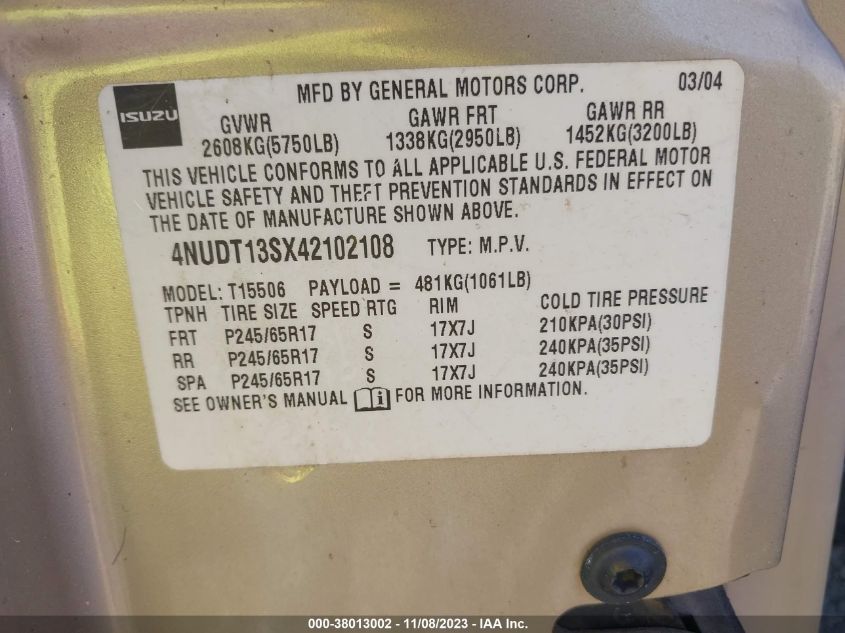 MFD BY GENERAL MOTORS CORP. 03/04
ISUZU
GVWR GAWR FRT GAWR RR
2608KG(5750LB) 1338KG(2950LB) 1452KG(3200LB)
THIS VEHICLE CONFORMS TO ALL APPLICABLE U.S. FEDERAL MOTOR
VEHICLE SAFETY AND THEFT PREVENTION STANDARDS IN EFFECT ON
THE DATE OF MANUFACTURE SHOWN ABOVE.
4NUDT13SX42102108 TYPE: M.P.V.
MODEL: T15506 PAYLOAD = 481KG(1061LB)
TPNH TIRE SIZE SPEED RTG RIM COLD TIRE PRESSURE
FRT P245/65R17 S 17X7J 210KPA(30PSI)
RR P245/65R17 S 17X7J 240KPA(35PSI)
SPA P245/65R17 S 17X7J 240KPA(35PSI)
SEE OWNER'S MANUAL i FOR MORE INFORMATION.
000-38013002 - 11/08/2023 - IAA Inc.